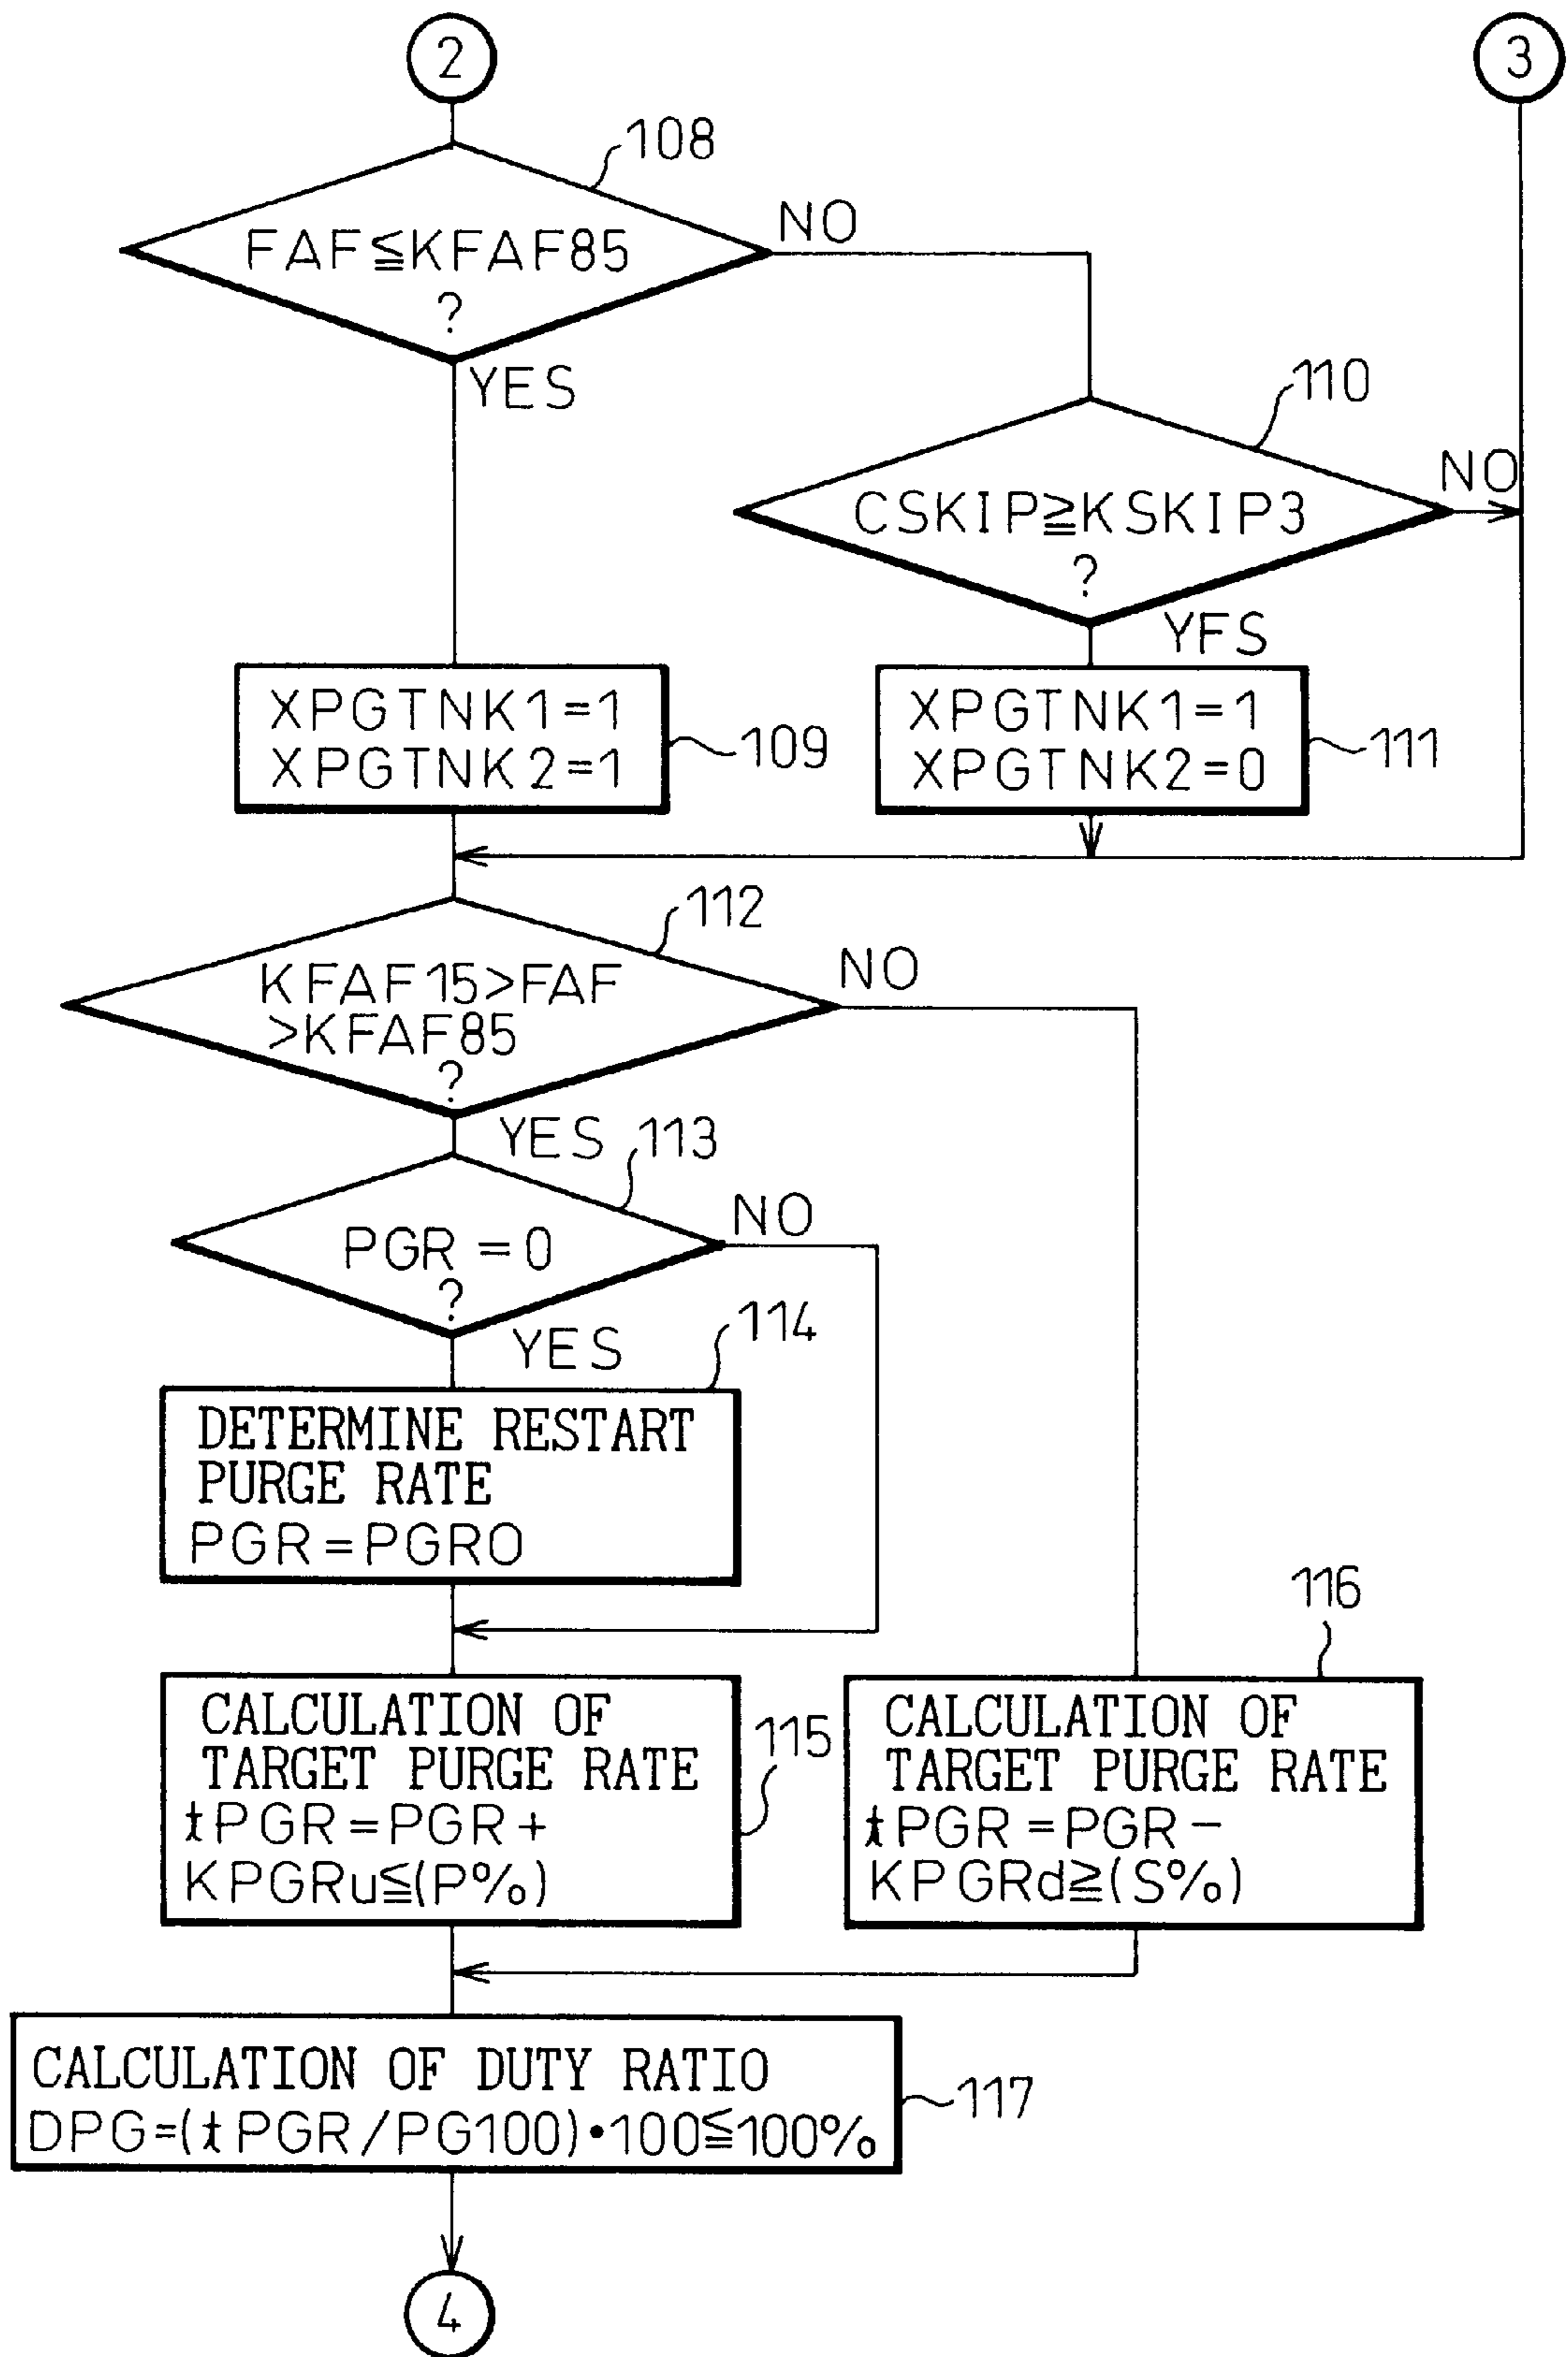 2
3
108
FAF≦KFAF85
?
NO
YES
110
CSKIP≧KSKIP3
?
NO
YFS
XPGTNK1=1
XPGTNK2=1
109
XPGTNK1=1
XPGTNK2=0
111
112
KFAF15>FAF
>KFAF85
?
NO
YES
113
PGR=0
?
NO
YES
114
DETERMINE RESTART
PURGE RATE
PGR=PGRO
CALCULATION OF
TARGET PURGE RATE
tPGR=PGR+
KPGRu≦(P%)
115
116
CALCULATION OF
TARGET PURGE RATE
tPGR=PGR-
KPGRd≧(S%)
CALCULATION OF DUTY RATIO
DPG=(tPGR/PG100)•100≦100%
117
4